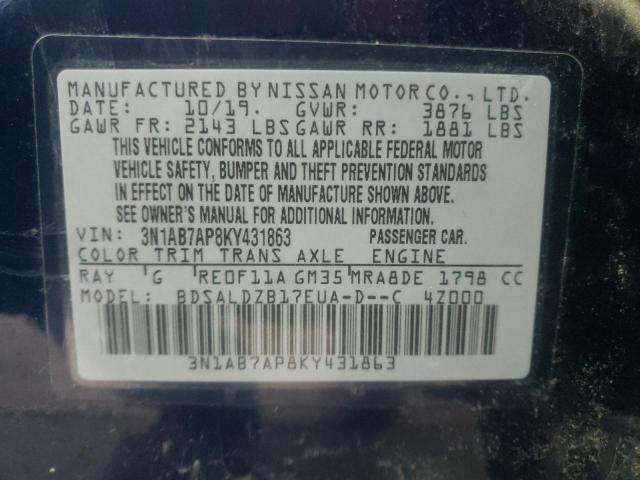 MANUFACTURED BY NISSAN MOTOR CO., LTD.
DATE: 10/19. GVWR: 3876 LBS
GAWR FR: 2143 LBS GAWR RR: 1881 LBS
THIS VEHICLE CONFORMS TO ALL APPLICABLE FEDERAL MOTOR
VEHICLE SAFETY, BUMPER AND THEFT PREVENTION STANDARDS
IN EFFECT ON THE DATE OF MANUFACTURE SHOWN ABOVE.
SEE OWNER'S MANUAL FOR ADDITIONAL INFORMATION.
VIN: 3N1AB7AP8KY431863 PASSENGER CAR.
COLOR TRIM TRANS AXLE ENGINE
RAY G RE0F11A GM35 MRA8DE 1798 CC
MODEL: BDSALDZB17EUA-D--C 4Z000
3N1AB7AP8KY431863